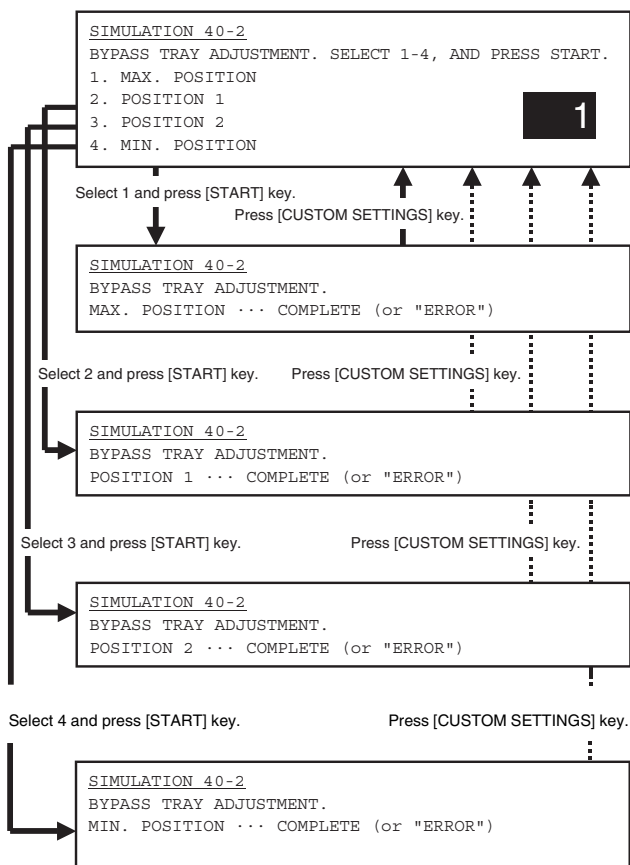 SIMULATION 40-2
BYPASS TRAY ADJUSTMENT. SELECT 1-4, AND PRESS START.
1. MAX. POSITION
2. POSITION 1
3. POSITION 2
4. MIN. POSITION
1
Select 1 and press [START] key.
Press [CUSTOM SETTINGS] key.
SIMULATION 40-2
BYPASS TRAY ADJUSTMENT.
MAX. POSITION ··· COMPLETE (or "ERROR")
Select 2 and press [START] key.
Press [CUSTOM SETTINGS] key.
SIMULATION 40-2
BYPASS TRAY ADJUSTMENT.
POSITION 1 ··· COMPLETE (or "ERROR")
Select 3 and press [START] key.
Press [CUSTOM SETTINGS] key.
SIMULATION 40-2
BYPASS TRAY ADJUSTMENT.
POSITION 2 ··· COMPLETE (or "ERROR")
Select 4 and press [START] key.
Press [CUSTOM SETTINGS] key.
SIMULATION 40-2
BYPASS TRAY ADJUSTMENT.
MIN. POSITION ··· COMPLETE (or "ERROR")